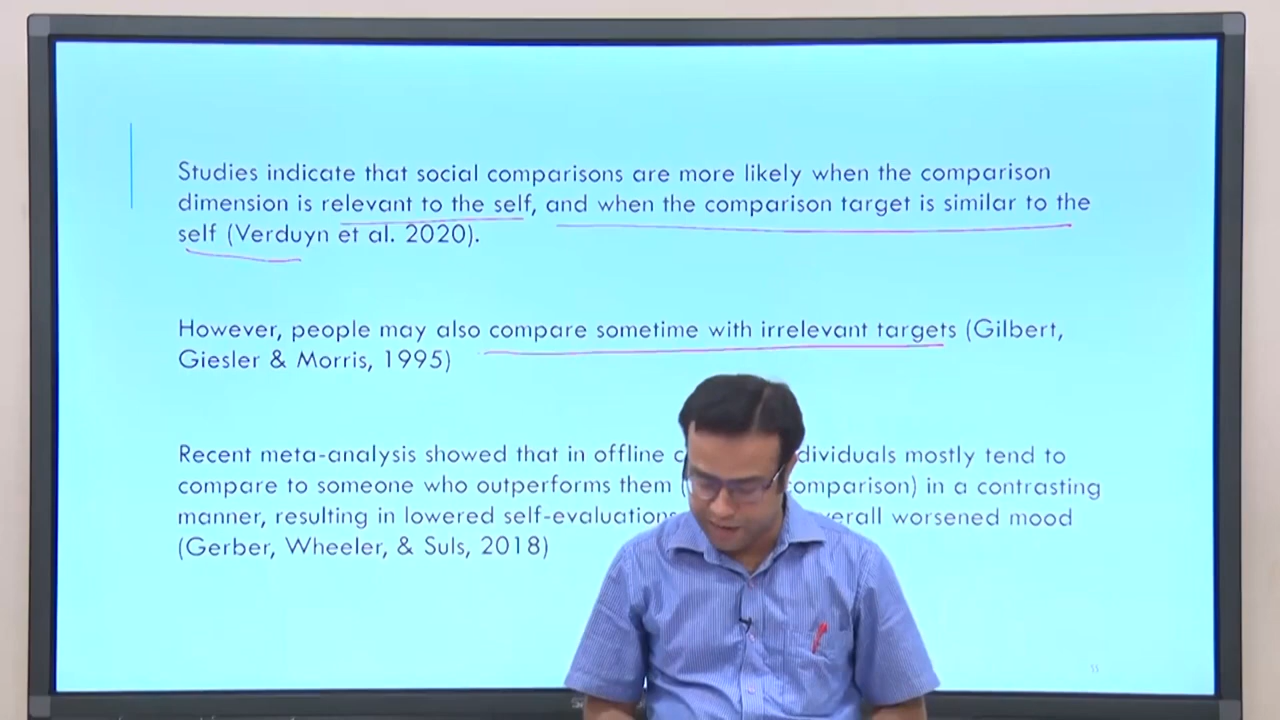 Studies indicate that social comparisons are more likely when the comparison
dimension is relevant to the self, and when the comparison target is similar to the
self (Verduyn et al. 2020).
However, people may also compare sometime with irrelevant targets (Gilbert,
Giesler & Morris, 1995)
Recent meta-analysis showed that in offline dividuals mostly tend to
compare to someone who outperforms them ( omparison) in a contrasting
manner, resulting in lowered self-evaluations erall worsened mood
(Gerber, Wheeler, & Suls, 2018)